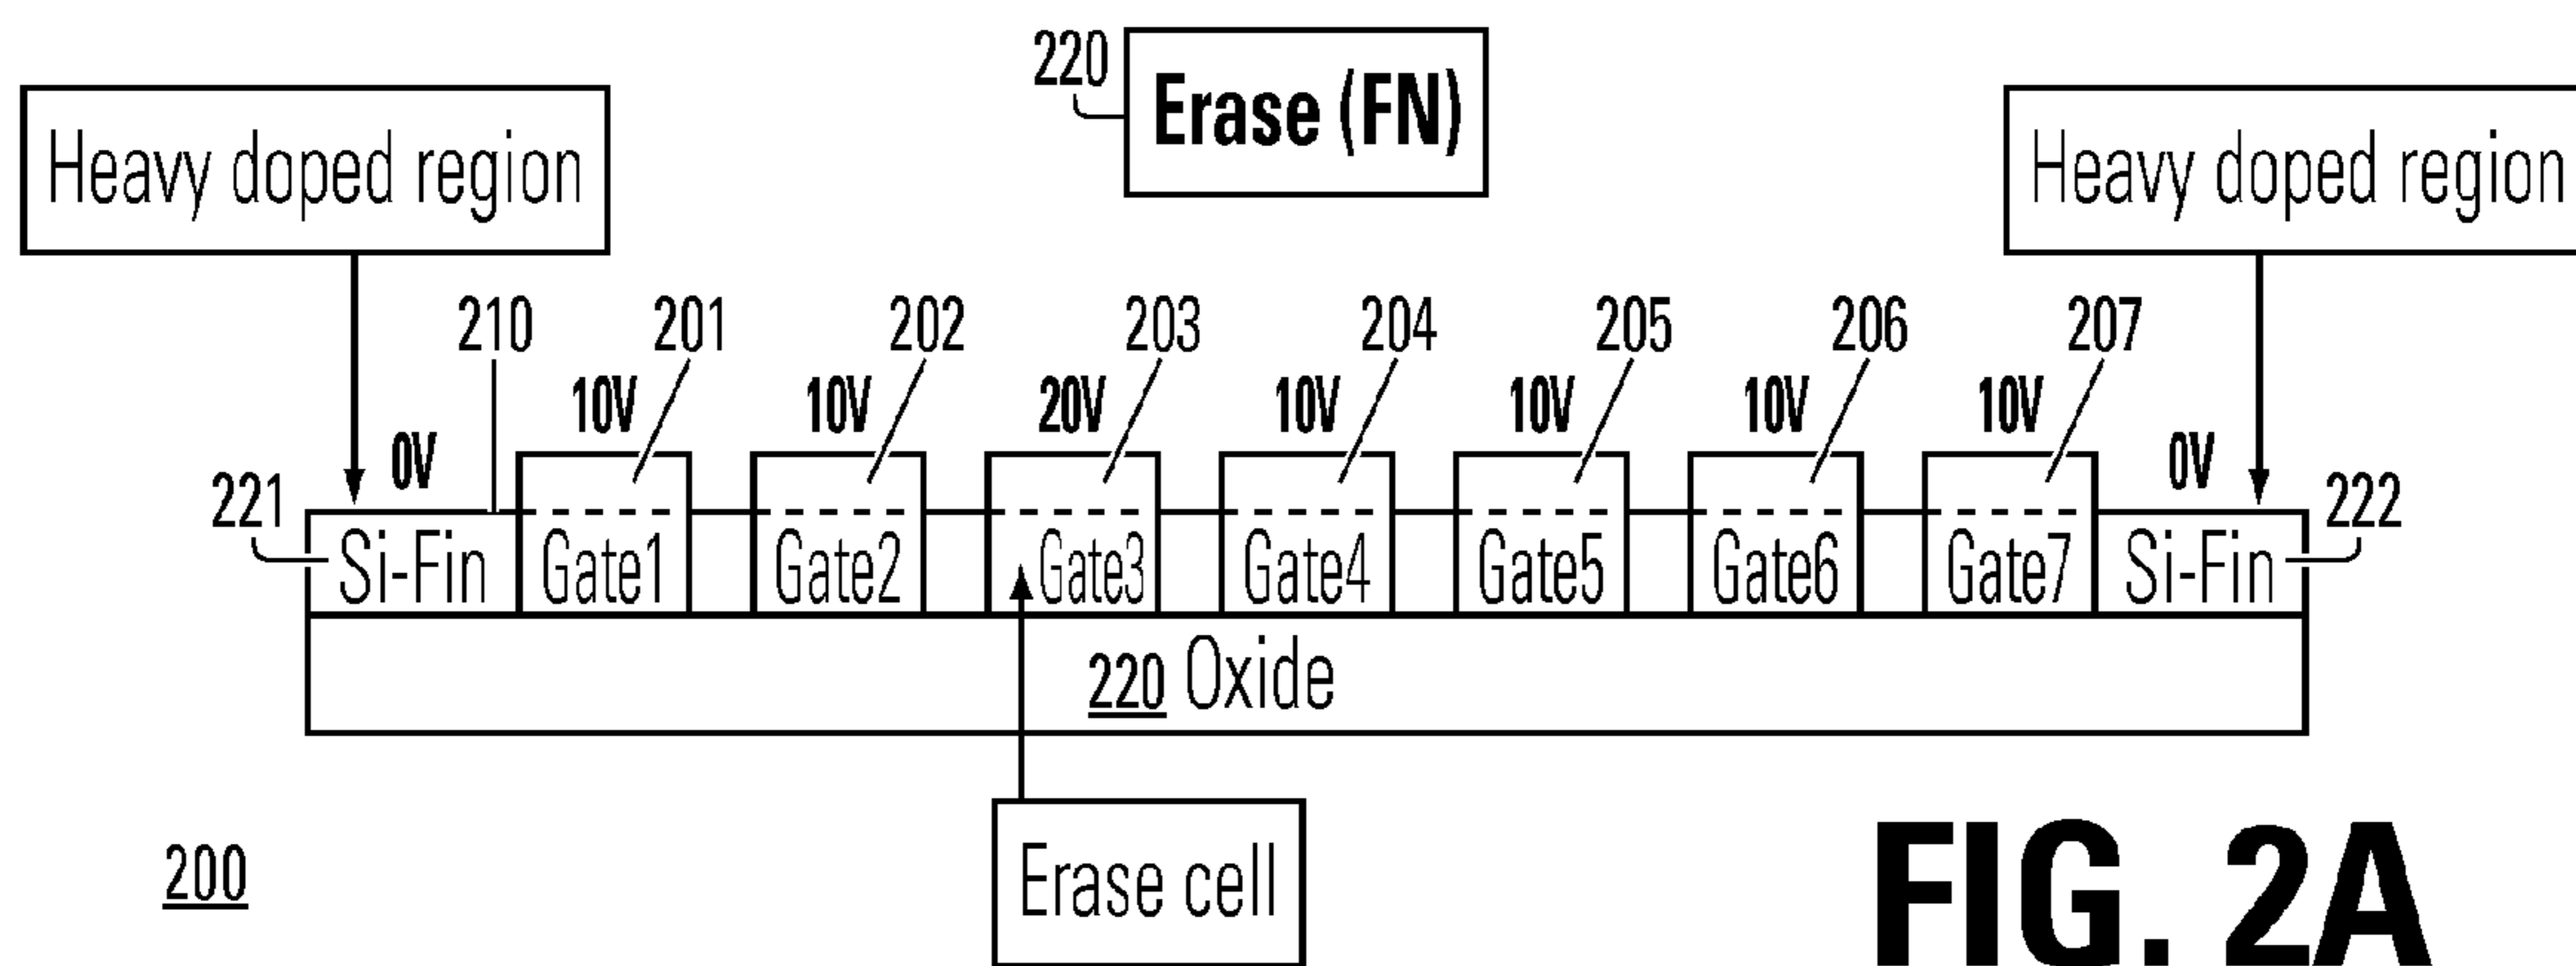 220
Erase (FN)
Heavy doped region
Heavy doped region
210 201 202 203 204 205 206 207
10V 10V 20V 10V 10V 10V 10V
0V 0V
221 222
Si-Fin Gate1 Gate2 Gate3 Gate4 Gate5 Gate6 Gate7 Si-Fin
220 Oxide
Erase cell
200
FIG. 2A